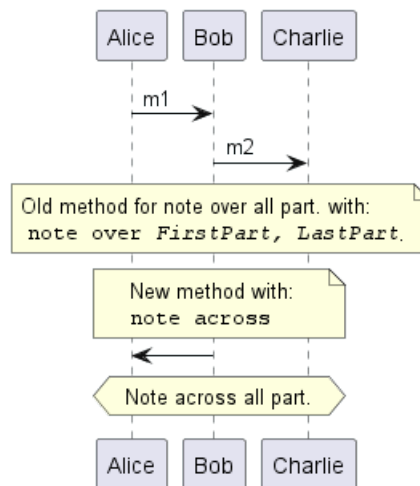 Alice Bob Charlie
m1
m2
Old method for note over all part. with:
note over FirstPart, LastPart.
New method with:
note across
Note across all part.
Alice Bob Charlie